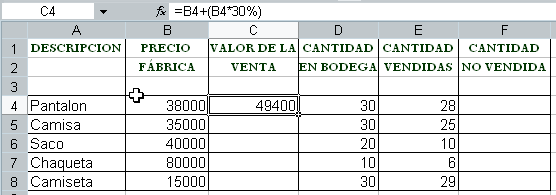 C4 fx =B4+(B4*30%)
A B C D E F
1 DESCRIPCION PRECIO VALOR DE LA CANTIDAD CANTIDAD CANTIDAD
2 FÁBRICA VENTA EN BODEGA VENDIDAS NO VENDIDA
3
4 Pantalon 38000 49400 30 28
5 Camisa 35000 30 25
6 Saco 40000 20 10
7 Chaqueta 80000 10 6
8 Camiseta 15000 30 29